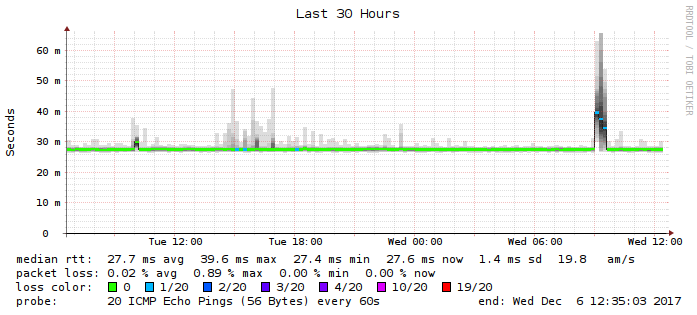 Last 30 Hours
RRDTOOL / TOBI OETIKER
Seconds
60 m
50 m
40 m
30 m
20 m
10 m
0
Tue 12:00 Tue 18:00 Wed 00:00 Wed 06:00 Wed 12:00
median rtt: 27.7 ms avg 39.6 ms max 27.4 ms min 27.6 ms now 1.4 ms sd 19.8 am/s
packet loss: 0.02 % avg 0.89 % max 0.00 % min 0.00 % now
loss color: 0 1/20 2/20 3/20 4/20 10/20 19/20
probe: 20 ICMP Echo Pings (56 Bytes) every 60s end: Wed Dec 6 12:35:03 2017